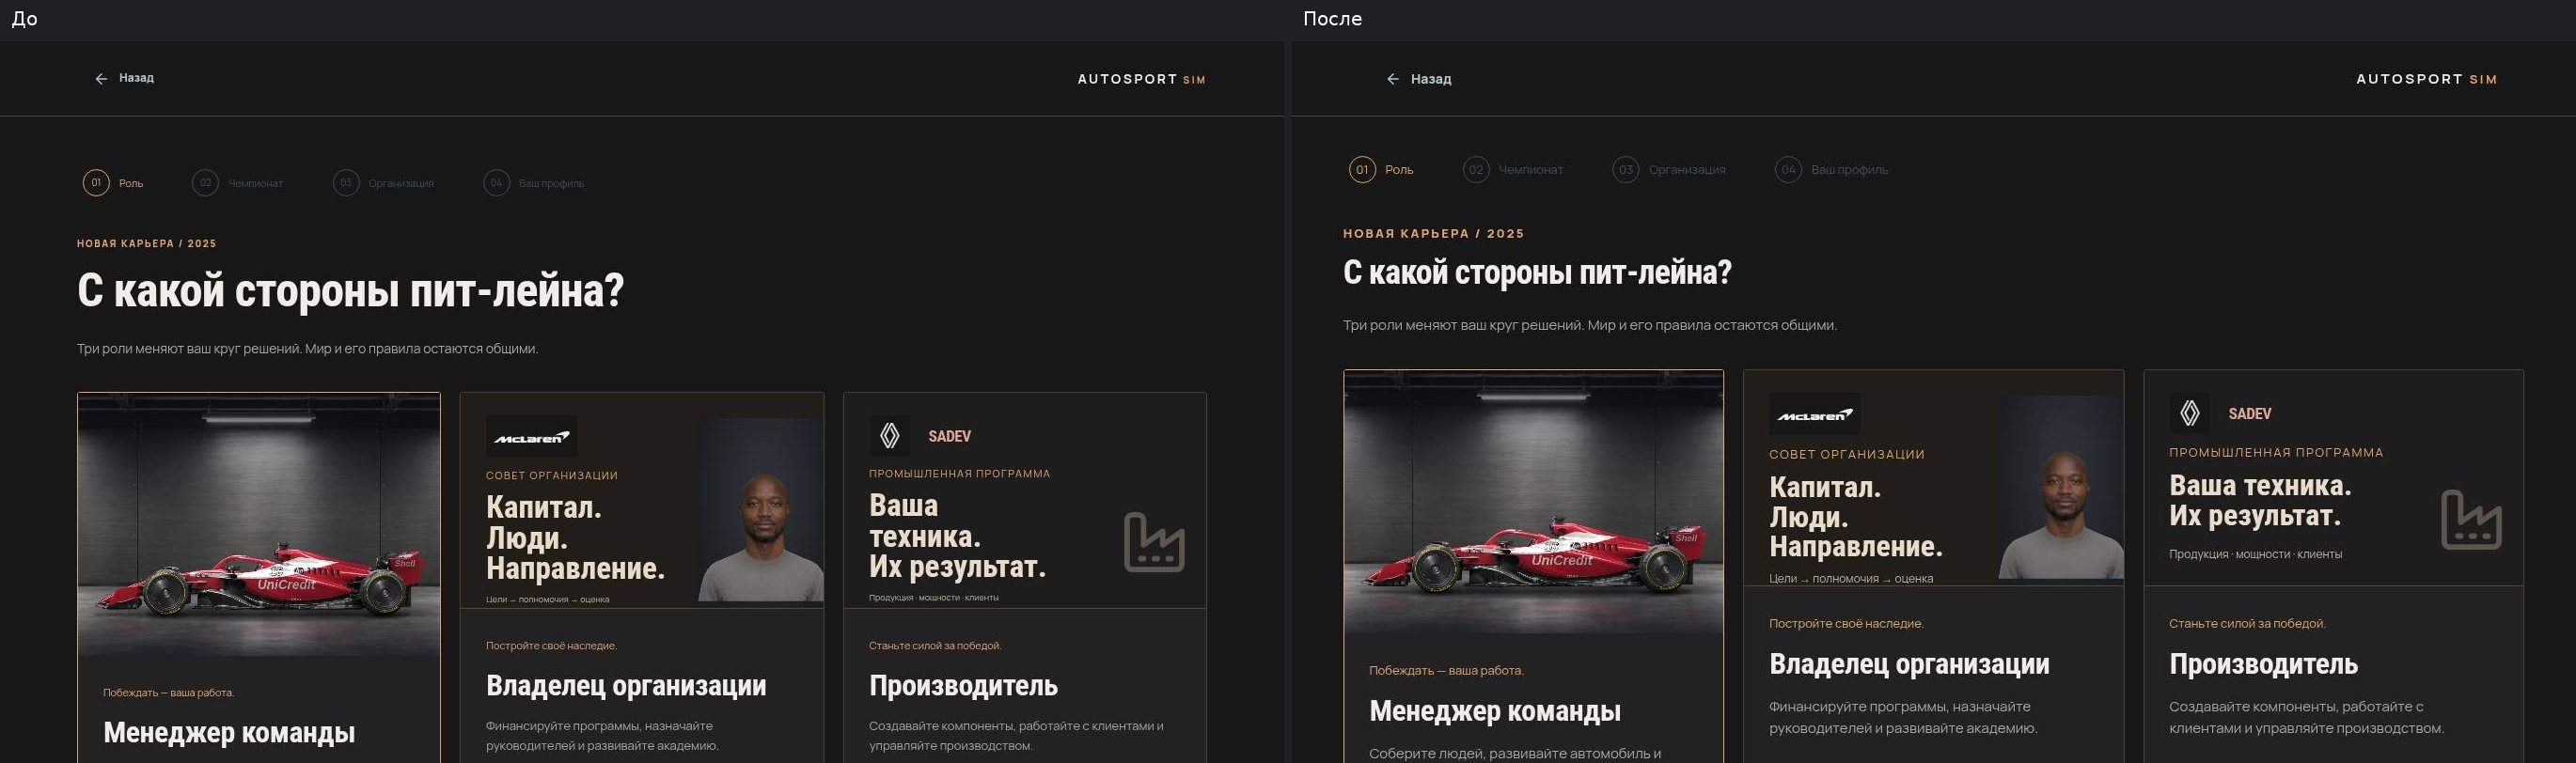 До
Назад
AUTOSPORT SIM
01 Роль
02 Чемпионат
03 Организация
04 Ваш профиль
НОВАЯ КАРЬЕРА / 2025
С какой стороны пит-лейна?
Три роли меняют ваш круг решений. Мир и его правила остаются общими.
UniCredit
Shell
Побеждать — ваша работа.
Менеджер команды
McLaren
СОВЕТ ОРГАНИЗАЦИИ
Капитал.
Люди.
Направление.
Цели → полномочия → оценка
Постройте своё наследие.
Владелец организации
Финансируйте программы, назначайте
руководителей и развивайте академию.
SADEV
ПРОМЫШЛЕННАЯ ПРОГРАММА
Ваша
техника.
Их результат.
Продукция · мощности · клиенты
Станьте силой за победой.
Производитель
Создавайте компоненты, работайте с клиентами и
управляйте производством.
После
Назад
AUTOSPORT SIM
01 Роль
02 Чемпионат
03 Организация
04 Ваш профиль
НОВАЯ КАРЬЕРА / 2025
С какой стороны пит-лейна?
Три роли меняют ваш круг решений. Мир и его правила остаются общими.
UniCredit
Shell
Побеждать — ваша работа.
Менеджер команды
Соберите людей, развивайте автомобиль и
McLaren
СОВЕТ ОРГАНИЗАЦИИ
Капитал.
Люди.
Направление.
Цели → полномочия → оценка
Постройте своё наследие.
Владелец организации
Финансируйте программы, назначайте
руководителей и развивайте академию.
SADEV
ПРОМЫШЛЕННАЯ ПРОГРАММА
Ваша техника.
Их результат.
Продукция · мощности · клиенты
Станьте силой за победой.
Производитель
Создавайте компоненты, работайте с
клиентами и управляйте производством.